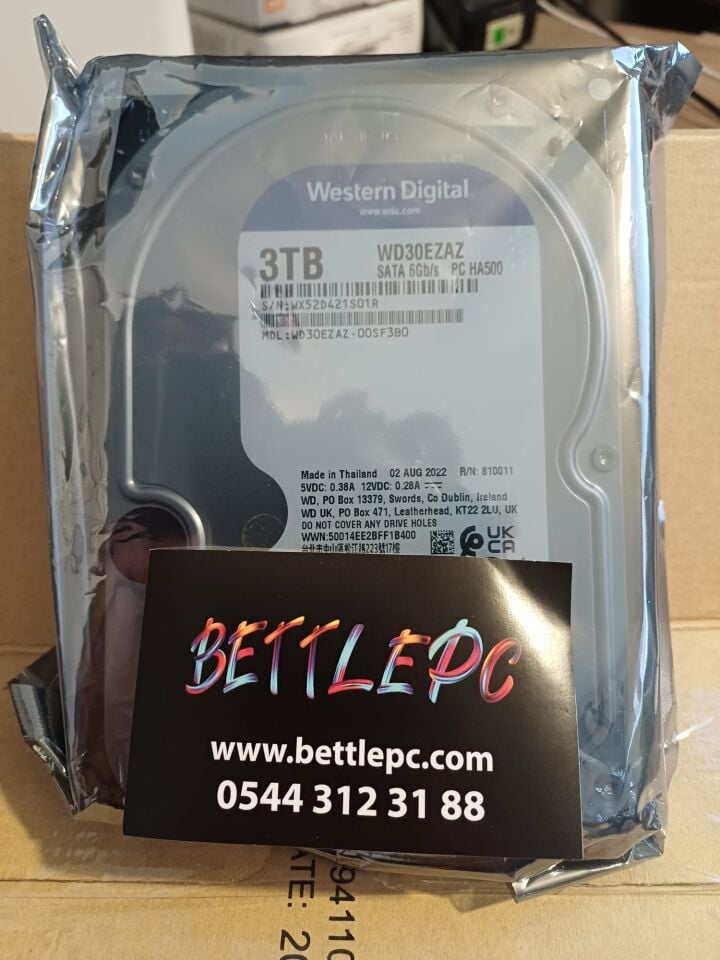 Western Digital
www.wdc.com
3TB
WD30EZAZ
SATA 6Gb/s PC HA500
S/N:WX52D421S01R
MDL:WD30EZAZ-00SF3B0
Made in Thailand 02 AUG 2022 R/N: 810011
5VDC: 0.38A 12VDC: 0.28A
WD, PO Box 13379, Swords, Co Dublin, Ireland
WD UK, PO Box 471, Leatherhead, KT22 2LU, UK
DO NOT COVER ANY DRIVE HOLES
WWN:50014EE2BFF1B400
UK
CA
BETTLEPC
www.bettlepc.com
0544 312 31 88
94110
ATE: 20